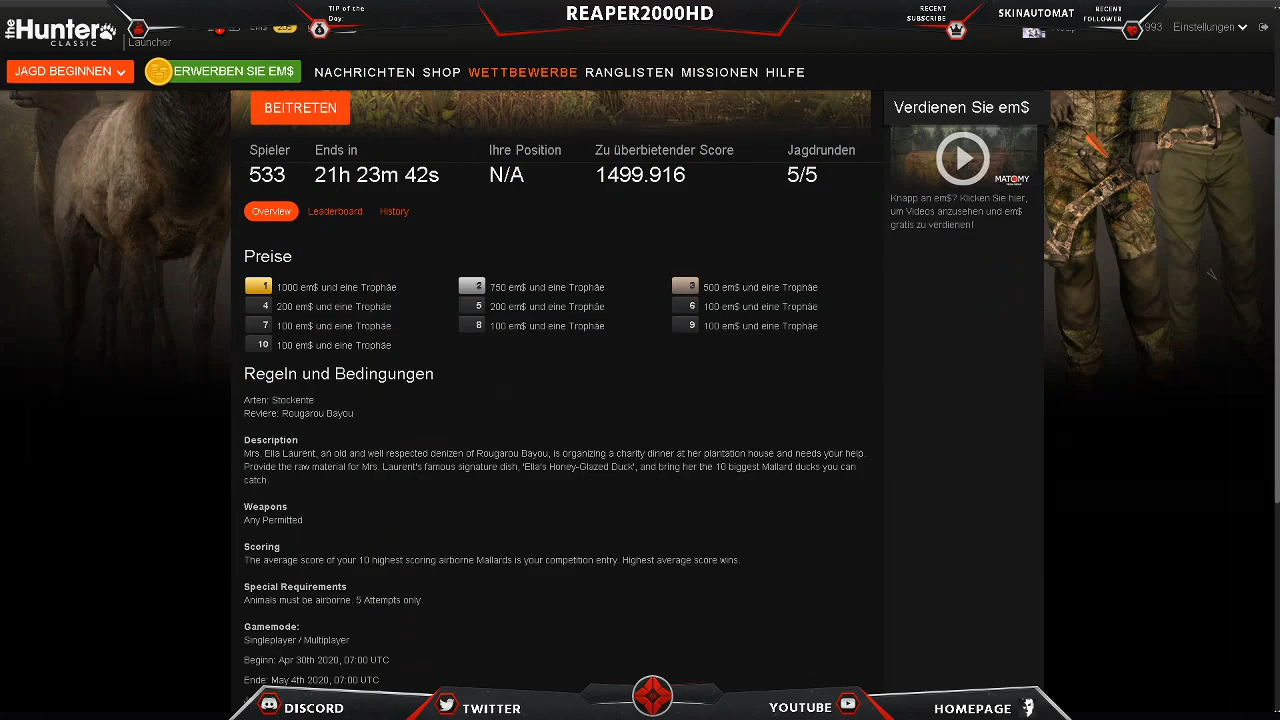 theHunter
CLASSIC
Launcher
TIP of the
Day:
REAPER2000HD
RECENT
SUBSCRIBE
SKINAUTOMAT
RECENT
FOLLOWER
993
Einstellungen
JAGD BEGINNEN
ERWERBEN SIE EM$
NACHRICHTEN SHOP WETTBEWERBE RANGLISTEN MISSIONEN HILFE
BEITRETEN
Verdienen Sie em$
MATOMY
Knapp an em$? Klicken Sie hier,
um Videos anzusehen und em$
gratis zu verdienen!
Spieler Ends in Ihre Position Zu überbietender Score Jagdrunden
533 21h 23m 42s N/A 1499.916 5/5
Overview Leaderboard History
Preise
1 1000 em$ und eine Trophäe 2 750 em$ und eine Trophäe 3 500 em$ und eine Trophäe
4 200 em$ und eine Trophäe 5 200 em$ und eine Trophäe 6 100 em$ und eine Trophäe
7 100 em$ und eine Trophäe 8 100 em$ und eine Trophäe 9 100 em$ und eine Trophäe
10 100 em$ und eine Trophäe
Regeln und Bedingungen
Arten: Stockente
Reviere: Rougarou Bayou
Description
Mrs. Ella Laurent, an old and well respected denizen of Rougarou Bayou, is organizing a charity dinner at her plantation house and needs your help.
Provide the raw material for Mrs. Laurent's famous signature dish, 'Ella's Honey-Glazed Duck', and bring her the 10 biggest Mallard ducks you can
catch.
Weapons
Any Permitted
Scoring
The average score of your 10 highest scoring airborne Mallards is your competition entry. Highest average score wins.
Special Requirements
Animals must be airborne. 5 Attempts only.
Gamemode:
Singleplayer / Multiplayer
Beginn: Apr 30th 2020, 07:00 UTC
Ende: May 4th 2020, 07:00 UTC
DISCORD TWITTER YOUTUBE HOMEPAGE